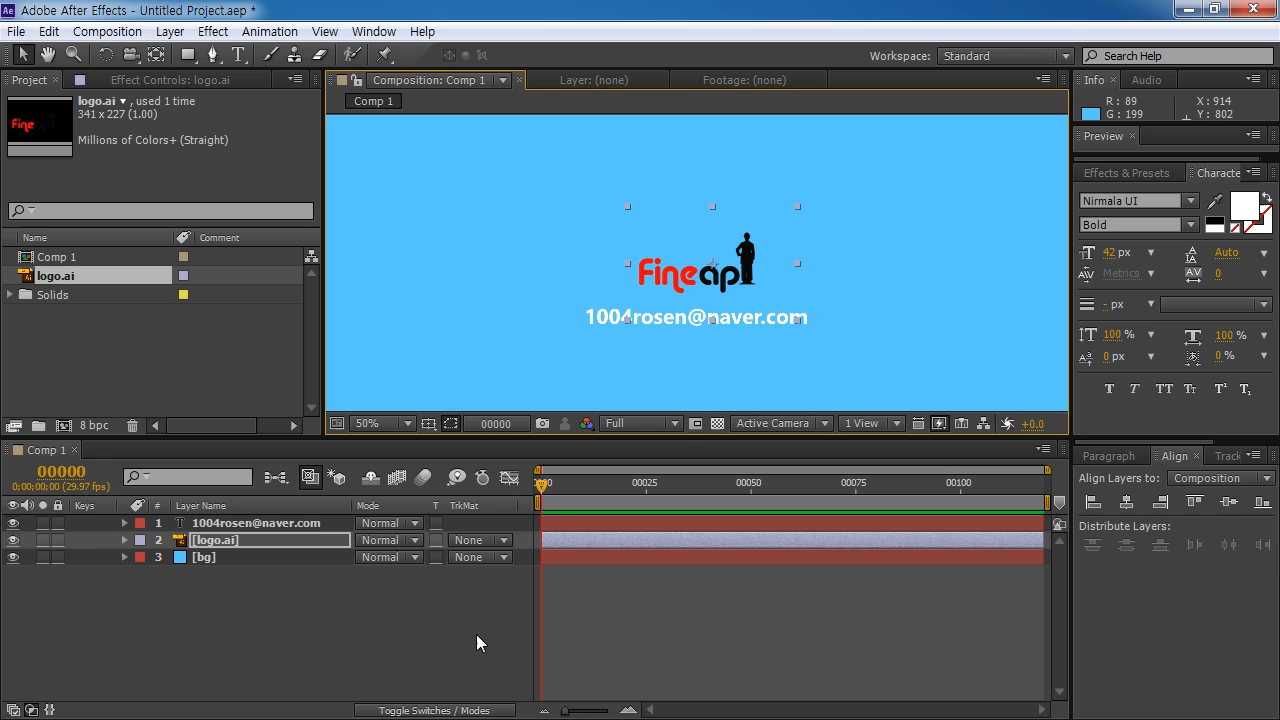 Adobe After Effects - Untitled Project.aep *
File Edit Composition Layer Effect Animation View Window Help
Workspace: Standard Search Help
Project Effect Controls: logo.ai Composition: Comp 1 Layer: (none) Footage: (none) Info Audio
logo.ai , used 1 time
341 x 227 (1.00)
Millions of Colors+ (Straight)
Comp 1
R : 89 X : 914
G : 199 Y : 802
Preview
Effects & Presets Characte
Nirmala UI
Bold
42 px Auto
Metrics 0
- px
100 % 100 %
0 px 0 %
T T TT Tт T¹ T₁
Name Comment
Comp 1
logo.ai
Solids
Fineapl
1004rosen@naver.com
8 bpc
50% 00000 Full Active Camera 1 View +0.0
Comp 1
00000
0;00;00;00 (29.97 fps)
00025 00050 00075 00100
Keys # Layer Name Mode T TrkMat
1 T 1004rosen@naver.com Normal
2 [logo.ai] Normal None
3 [bg] Normal None
Toggle Switches / Modes
Paragraph Align Track
Align Layers to: Composition
Distribute Layers: